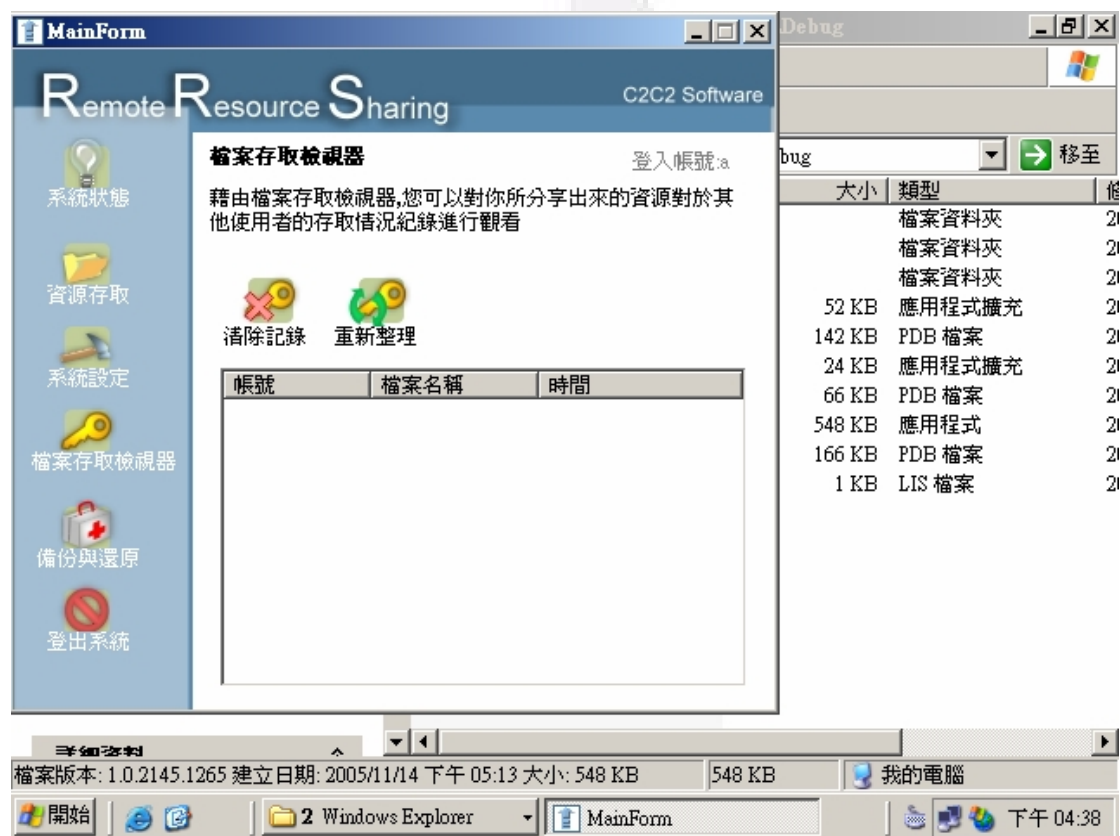 MainForm
Debug
Remote Resource Sharing
C2C2 Software
檔案存取檢視器
登入帳號:a
藉由檔案存取檢視器,您可以對你所分享出來的資源對於其
他使用者的存取情況紀錄進行觀看
清除記錄
重新整理
帳號
檔案名稱
時間
系統狀態
資源存取
系統設定
檔案存取檢視器
備份與還原
登出系統
bug
移至
大小
類型
檔案資料夾
檔案資料夾
檔案資料夾
52 KB 應用程式擴充
142 KB PDB 檔案
24 KB 應用程式擴充
66 KB PDB 檔案
548 KB 應用程式
166 KB PDB 檔案
1 KB LIS 檔案
詳細資料
檔案版本: 1.0.2145.1265 建立日期: 2005/11/14 下午 05:13 大小: 548 KB
548 KB
我的電腦
開始
2 Windows Explorer
MainForm
下午 04:38